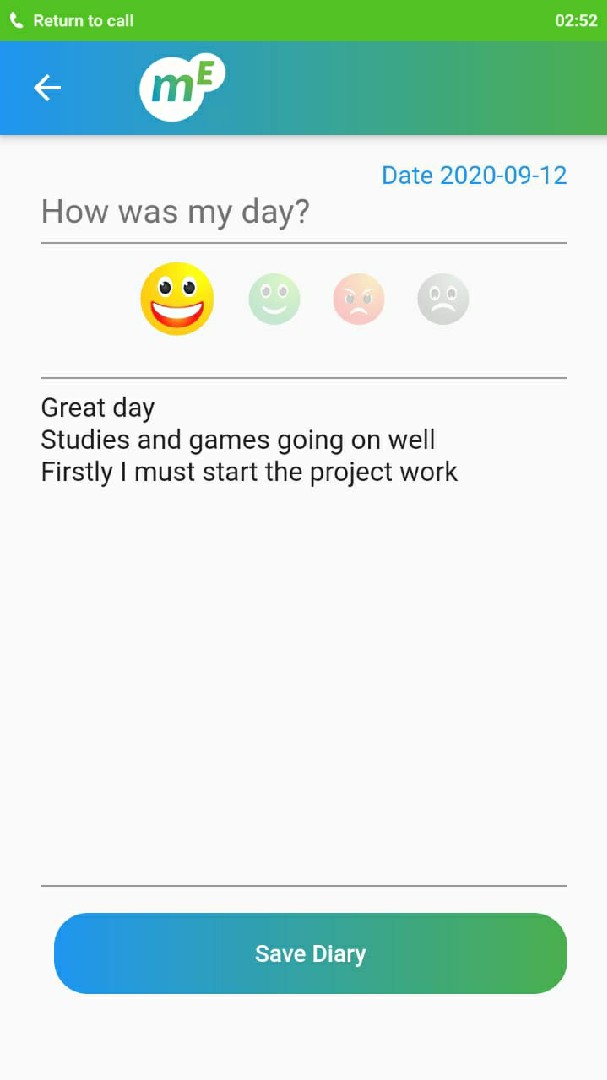 Return to call 02:52
mE
Date 2020-09-12
How was my day?
Great day
Studies and games going on well
Firstly I must start the project work
Save Diary